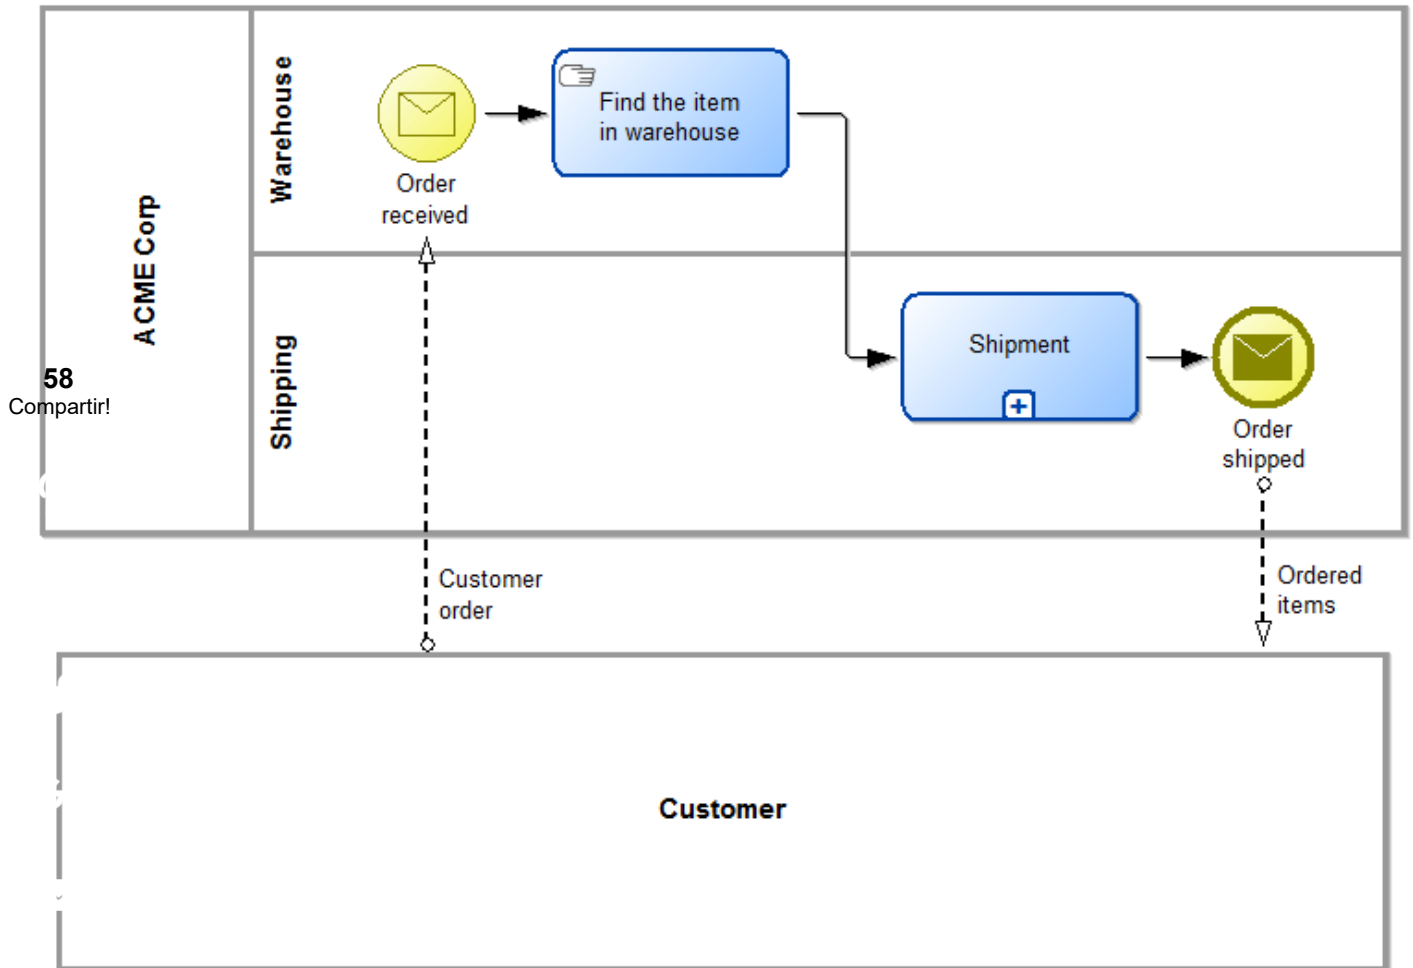 ACME Corp
Warehouse
Order
received
Find the item
in warehouse
Shipping
Shipment
Order
shipped
58
Compartir!
Customer
order
Ordered
items
Customer